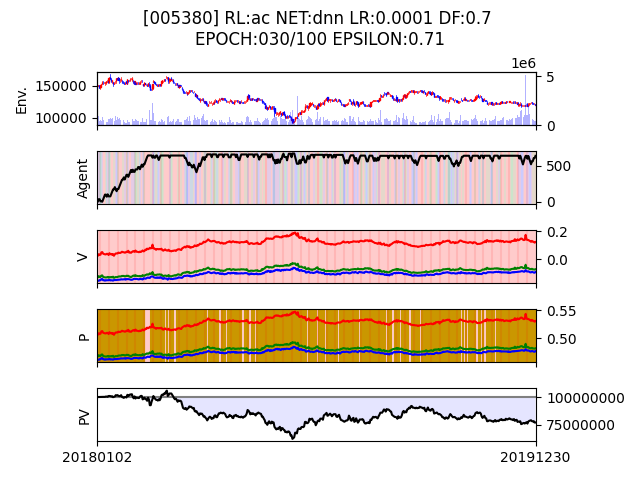 [005380] RL:ac NET:dnn LR:0.0001 DF:0.7
EPOCH:030/100 EPSILON:0.71
1e6
150000
100000
Env.
5
0
Agent
500
0
V
0.2
0.0
P
0.55
0.50
PV
100000000
75000000
20180102
20191230